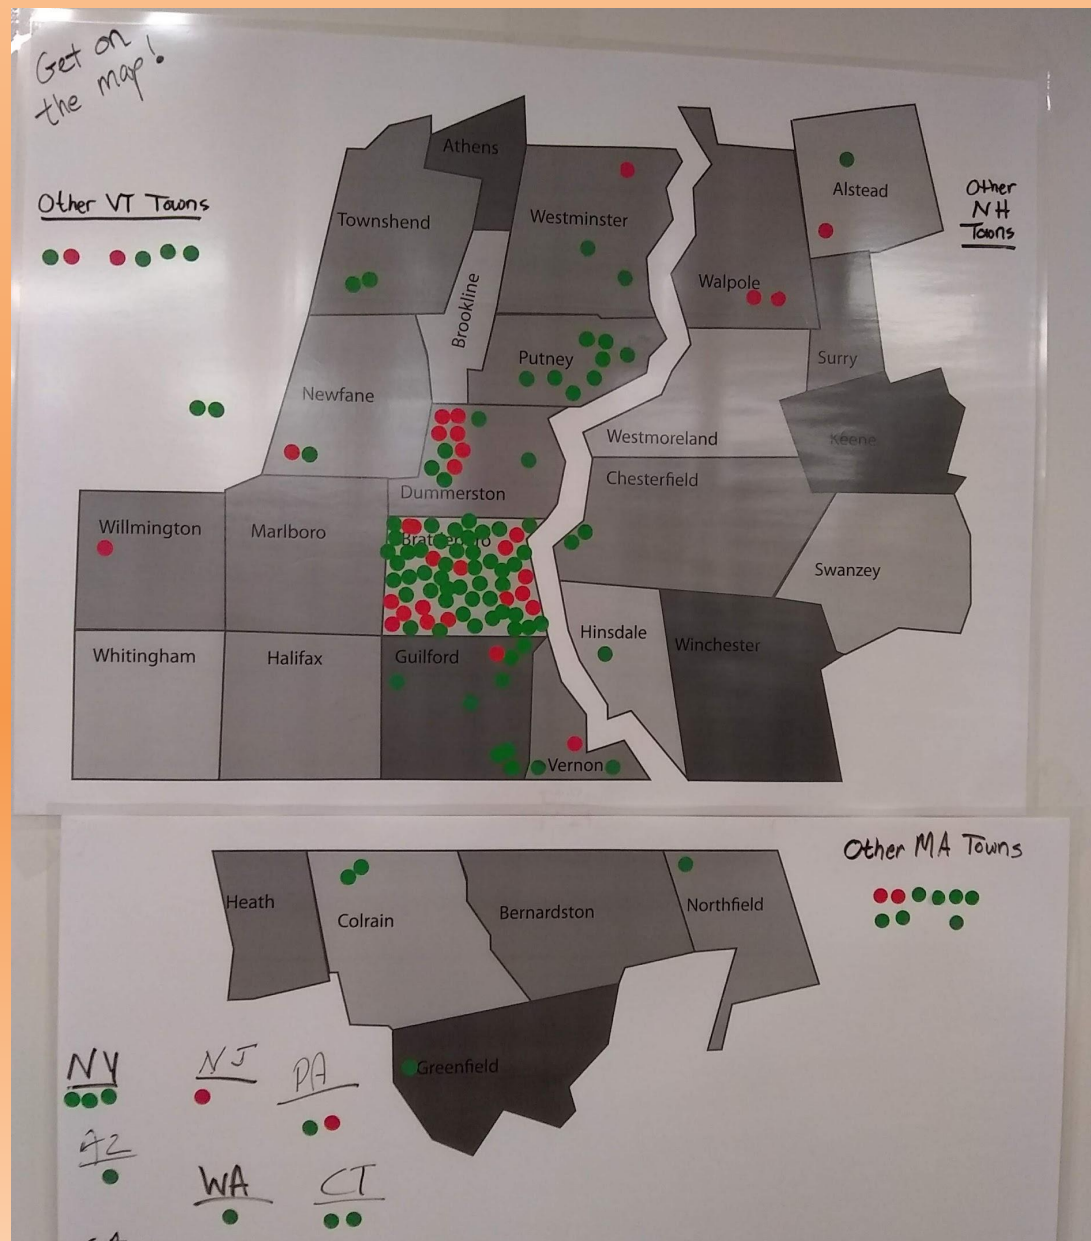 Get on
the map!
Other VT Towns
Athens
Townshend
Westminster
Alstead
Other
NH
Towns
Brookline
Walpole
Putney
Surry
Newfane
Westmoreland
Keene
Chesterfield
Dummerston
Willmington
Marlboro
Brattleboro
Swanzey
Whitingham
Halifax
Guilford
Hinsdale
Winchester
Vernon
Other MA Towns
Heath
Colrain
Bernardston
Northfield
Greenfield
NY
NJ
PA
AZ
WA
CT